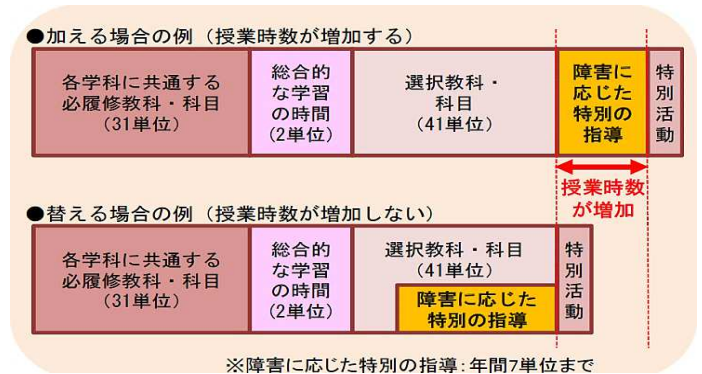 ●加える場合の例（授業時数が増加する）
各学科に共通する
必履修教科・科目
（31単位）
総合的
な学習
の時間
（2単位）
選択教科・
科目
（41単位）
障害に
応じた
特別の
指導
特別活動
授業時数
が増加
●替える場合の例（授業時数が増加しない）
各学科に共通する
必履修教科・科目
（31単位）
総合的
な学習
の時間
（2単位）
選択教科・科目
（41単位）
障害に応じた
特別の指導
特別活動
※障害に応じた特別の指導：年間7単位まで